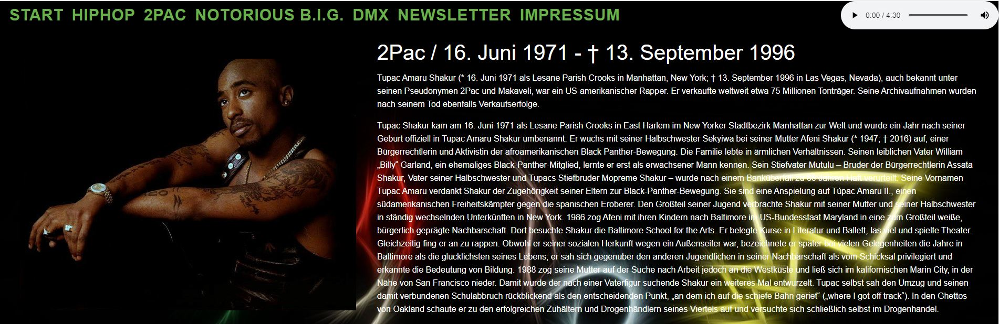 START HIPHOP 2PAC NOTORIOUS B.I.G. DMX NEWSLETTER IMPRESSUM
0:00 / 4:30
2Pac / 16. Juni 1971 - † 13. September 1996
Tupac Amaru Shakur (* 16. Juni 1971 als Lesane Parish Crooks in Manhattan, New York; † 13. September 1996 in Las Vegas, Nevada), auch bekannt unter
seinen Pseudonymen 2Pac und Makaveli, war ein US-amerikanischer Rapper. Er verkaufte weltweit etwa 75 Millionen Tonträger. Seine Archivaufnahmen wurden
nach seinem Tod ebenfalls Verkaufserfolge.
Tupac Shakur kam am 16. Juni 1971 als Lesane Parish Crooks in East Harlem im New Yorker Stadtbezirk Manhattan zur Welt und wurde ein Jahr nach seiner
Geburt offiziell in Tupac Amaru Shakur umbenannt. Er wuchs mit seiner Halbschwester Sekyiwa bei seiner Mutter Afeni Shakur (* 1947; † 2016) auf, einer
Bürgerrechtlerin und Aktivistin der afroamerikanischen Black Panther-Bewegung. Die Familie lebte in ärmlichen Verhältnissen. Seinen leiblichen Vater William
„Billy“ Garland, ein ehemaliges Black-Panther-Mitglied, lernte er erst als erwachsener Mann kennen. Sein Stiefvater Mutulu – Bruder der Bürgerrechtlerin Assata
Shakur, Vater seiner Halbschwester und Tupacs Stiefbruder Mopreme Shakur – wurde nach einem Banküberfall zu 60 Jahren Haft verurteilt. Seine Vornamen
Tupac Amaru verdankt Shakur der Zugehörigkeit seiner Eltern zur Black-Panther-Bewegung. Sie sind eine Anspielung auf Túpac Amaru II., einen
südamerikanischen Freiheitskämpfer gegen die spanischen Eroberer. Den Großteil seiner Jugend verbrachte Shakur mit seiner Mutter und seiner Halbschwester
in ständig wechselnden Unterkünften in New York. 1986 zog Afeni mit ihren Kindern nach Baltimore im US-Bundesstaat Maryland in eine zum Großteil weiße,
bürgerlich geprägte Nachbarschaft. Dort besuchte Shakur die Baltimore School for the Arts. Er belegte Kurse in Literatur und Ballett, las viel und spielte Theater.
Gleichzeitig fing er an zu rappen. Obwohl er seiner sozialen Herkunft wegen ein Außenseiter war, bezeichnete er später bei vielen Gelegenheiten die Jahre in
Baltimore als die glücklichsten seines Lebens; er sah sich gegenüber den anderen Jugendlichen in seiner Nachbarschaft als vom Schicksal privilegiert und
erkannte die Bedeutung von Bildung. 1988 zog seine Mutter auf der Suche nach Arbeit jedoch an die Westküste und ließ sich im kalifornischen Marin City, in der
Nähe von San Francisco nieder. Damit wurde der nach einer Vaterfigur suchende Shakur ein weiteres Mal entwurzelt. Tupac selbst sah den Umzug und seinen
damit verbundenen Schulabbruch rückblickend als den entscheidenden Punkt, „an dem ich auf die schiefe Bahn geriet“ („where I got off track“). In den Ghettos
von Oakland schaute er zu den erfolgreichen Zuhältern und Drogenhändlern seines Viertels auf und versuchte sich schließlich selbst im Drogenhandel.